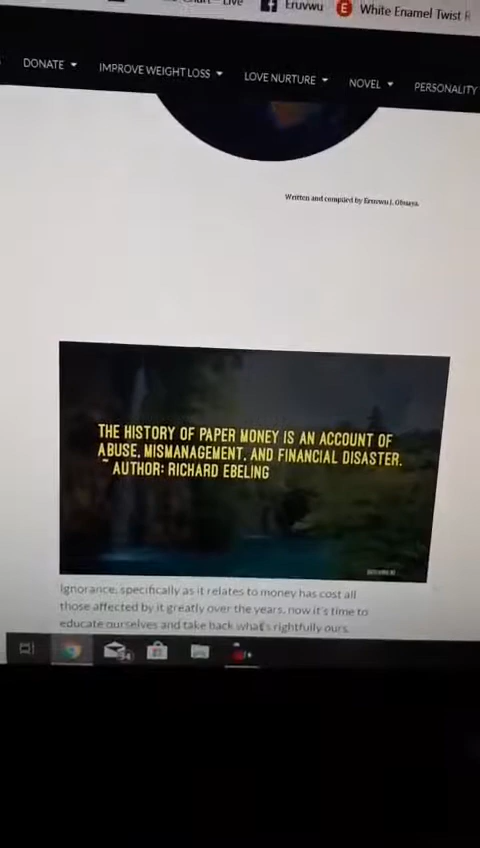 Eruvwu
E White Enamel Twist
DONATE
IMPROVE WEIGHT LOSS
LOVE NURTURE
NOVEL
PERSONALITY
Written and compiled by Eruvwu J.
THE HISTORY OF PAPER MONEY IS AN ACCOUNT OF
ABUSE, MISMANAGEMENT, AND FINANCIAL DISASTER.
~ AUTHOR: RICHARD EBELING
Ignorance, specifically as it relates to money has cost all
those affected by it greatly over the years, now it's time to
educate ourselves and take back what's rightfully ours.